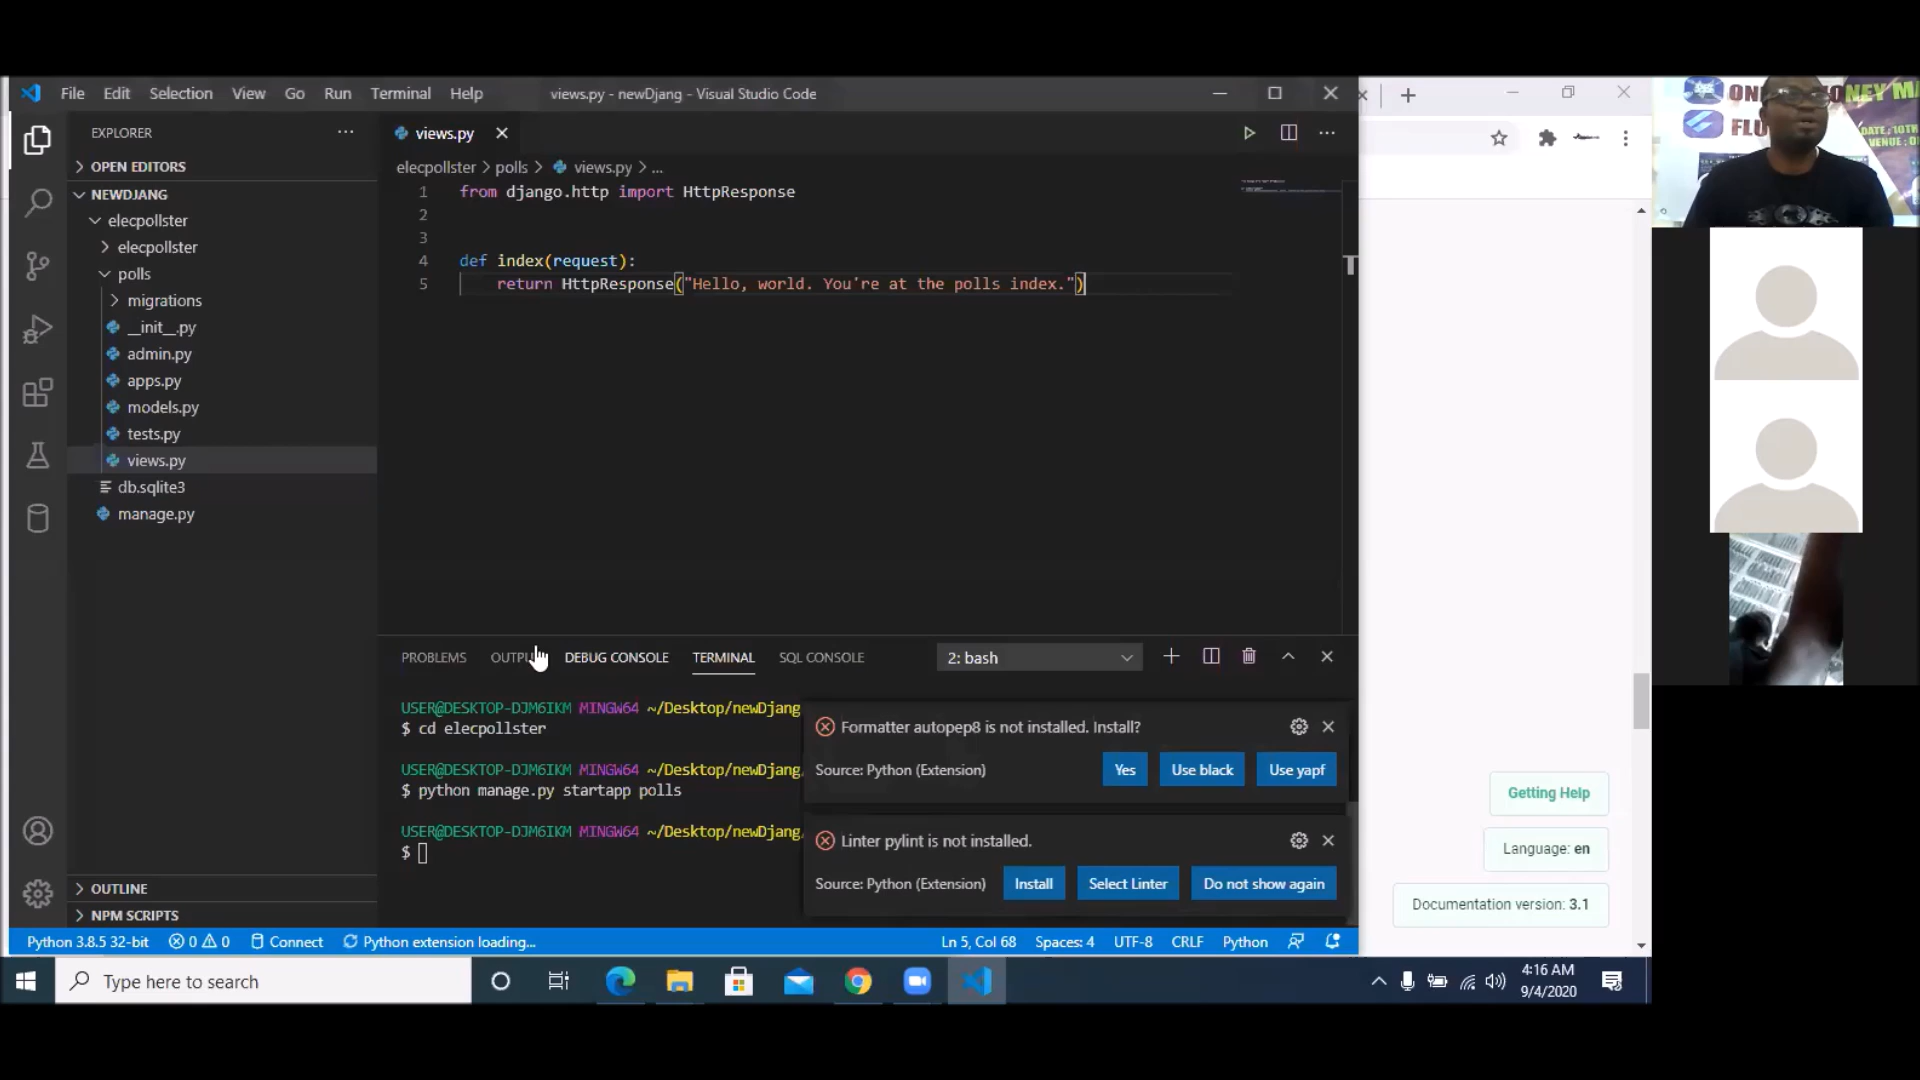 File Edit Selection View Go Run Terminal Help
views.py - newDjang - Visual Studio Code
EXPLORER
OPEN EDITORS
NEWDJANG
elecpollster
elecpollster
polls
migrations
__init__.py
admin.py
apps.py
models.py
tests.py
views.py
db.sqlite3
manage.py
OUTLINE
NPM SCRIPTS
views.py
elecpollster > polls > views.py > ...
1 from django.http import HttpResponse
2
3
4 def index(request):
5 return HttpResponse("Hello, world. You're at the polls index.")
PROBLEMS DEBUG CONSOLE TERMINAL SQL CONSOLE
2: bash
USER@DESKTOP-DJM6IKM MINGW64 ~/Desktop/newDjang
$ cd elecpollster
USER@DESKTOP-DJM6IKM MINGW64 ~/Desktop/newDjang/
$ python manage.py startapp polls
USER@DESKTOP-DJM6IKM MINGW64 ~/Desktop/newDjang/
$
Formatter autopep8 is not installed. Install?
Source: Python (Extension)
Yes Use black Use yapf
Linter pylint is not installed.
Source: Python (Extension)
Install Select Linter Do not show again
Python 3.8.5 32-bit 0 0 Connect Python extension loading...
Ln 5, Col 68 Spaces: 4 UTF-8 CRLF Python
Getting Help
Language: en
Documentation version: 3.1
Type here to search
4:16 AM
9/4/2020